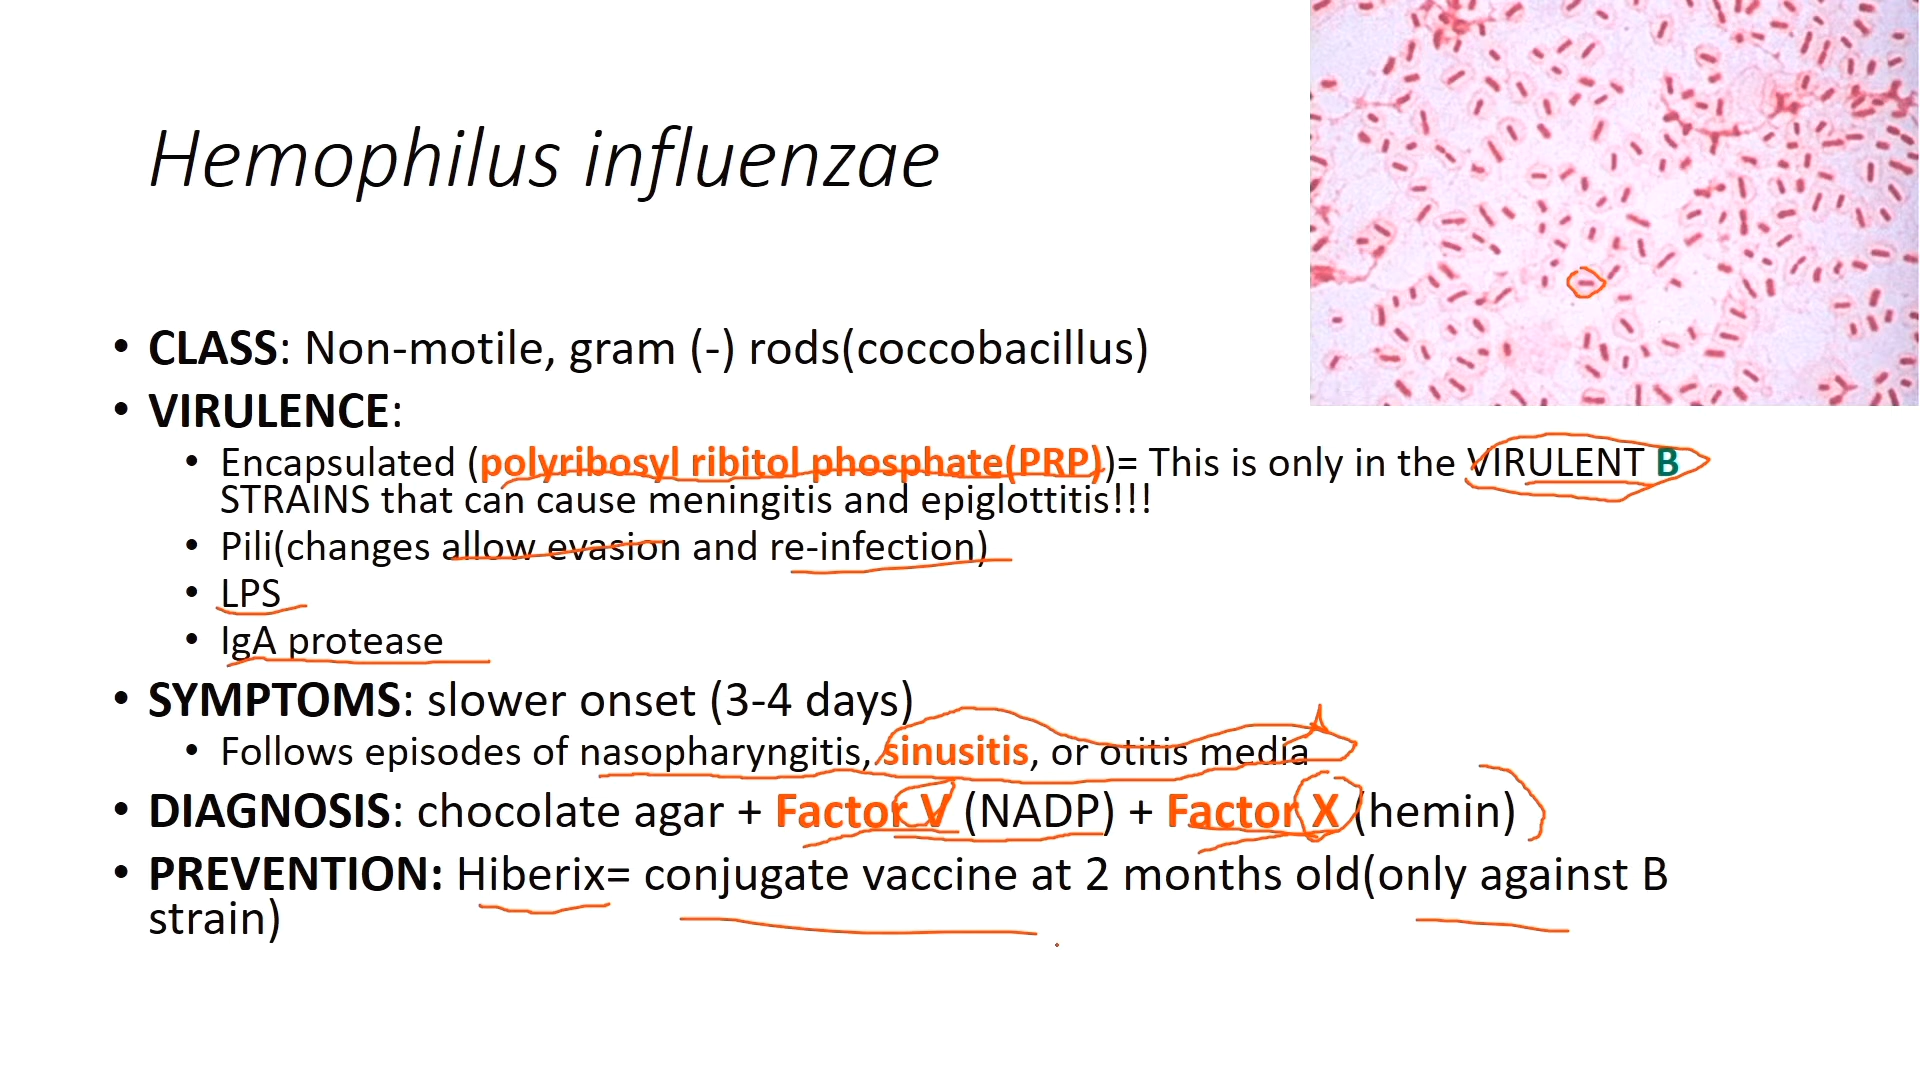 Hemophilus influenzae
• CLASS: Non-motile, gram (-) rods(coccobacillus)
• VIRULENCE:
• Encapsulated (polyribosyl ribitol phosphate(PRP))= This is only in the VIRULENT B
STRAINS that can cause meningitis and epiglottitis!!!
• Pili(changes allow evasion and re-infection)
• LPS
• IgA protease
• SYMPTOMS: slower onset (3-4 days)
• Follows episodes of nasopharyngitis, sinusitis, or otitis media
• DIAGNOSIS: chocolate agar + Factor V (NADP) + Factor X (hemin)
• PREVENTION: Hiberix= conjugate vaccine at 2 months old(only against B
strain)